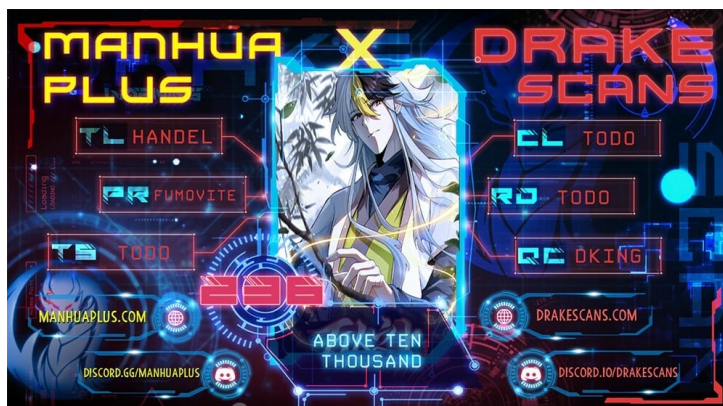 MANHUA X DRAKE
PLUS SCANS
TL HANDEL
CL TODO
PR FUMOVITE
RD TODO
TS TODO
QC DKING
236
MANHUAPLUS.COM
DRAKESCANS.COM
ABOVE TEN
THOUSAND
DISCORD.GG/MANHUAPLUS
DISCORD.IO/DRAKESCANS